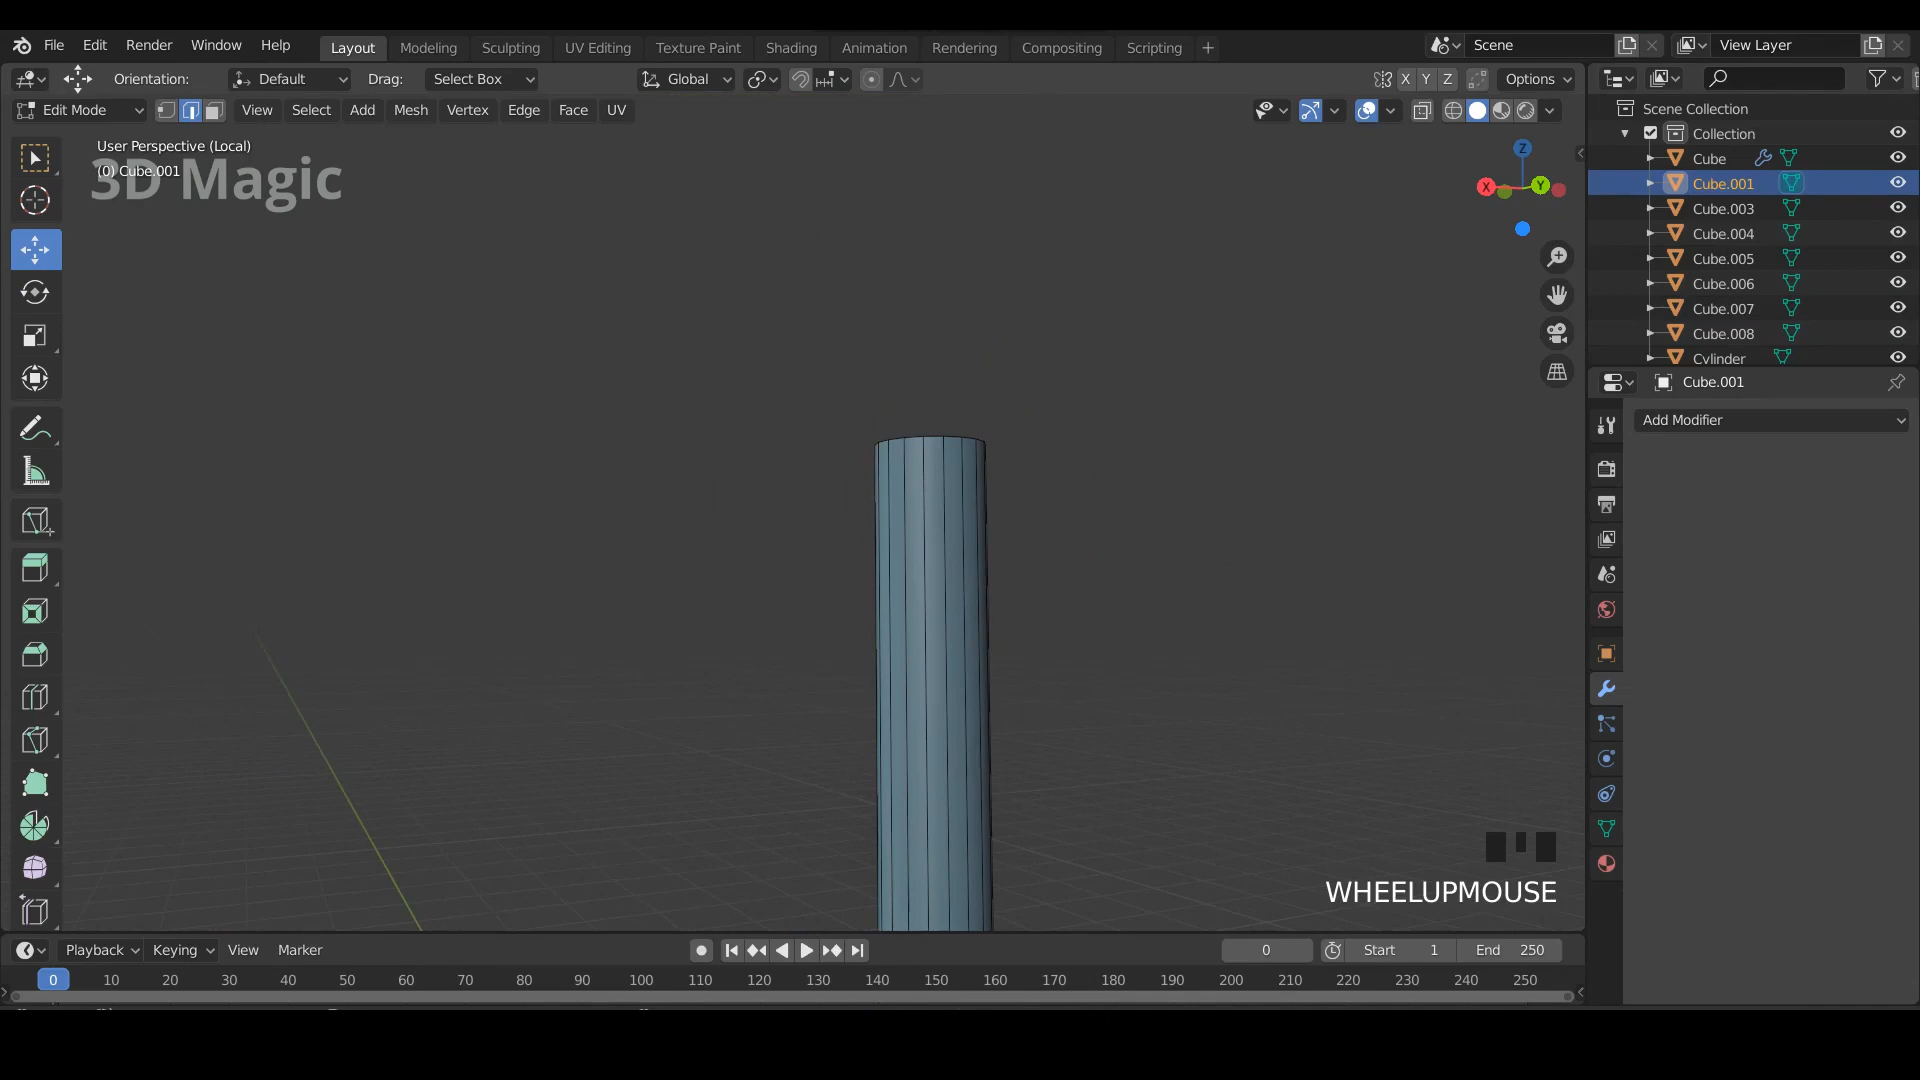 File Edit Render Window Help Layout Modeling Sculpting UV Editing Texture Paint Shading Animation Rendering Compositing Scripting + Scene View Layer
Orientation: Default Drag: Select Box Global X Y Z Options
Edit Mode View Select Add Mesh Vertex Edge Face UV
Scene Collection
Collection
Cube
Cube.001
Cube.003
Cube.004
Cube.005
Cube.006
Cube.007
Cube.008
Cylinder
User Perspective (Local)
(0) Cube.001
3D Magic
Z
X Y
Cube.001
Add Modifier
WHEELUPMOUSE
Playback Keying View Marker 0 Start 1 End 250
0 10 20 30 40 50 60 70 80 90 100 110 120 130 140 150 160 170 180 190 200 210 220 230 240 250